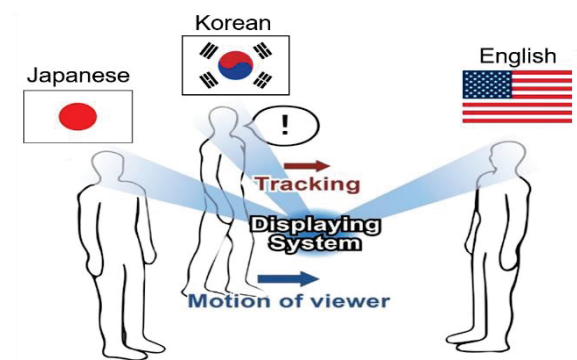 Korean
Japanese
English
!
Tracking
Displaying
System
Motion of viewer